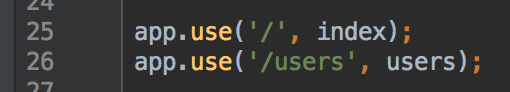 24
25 app.use('/', index);
26 app.use('/users', users);
27